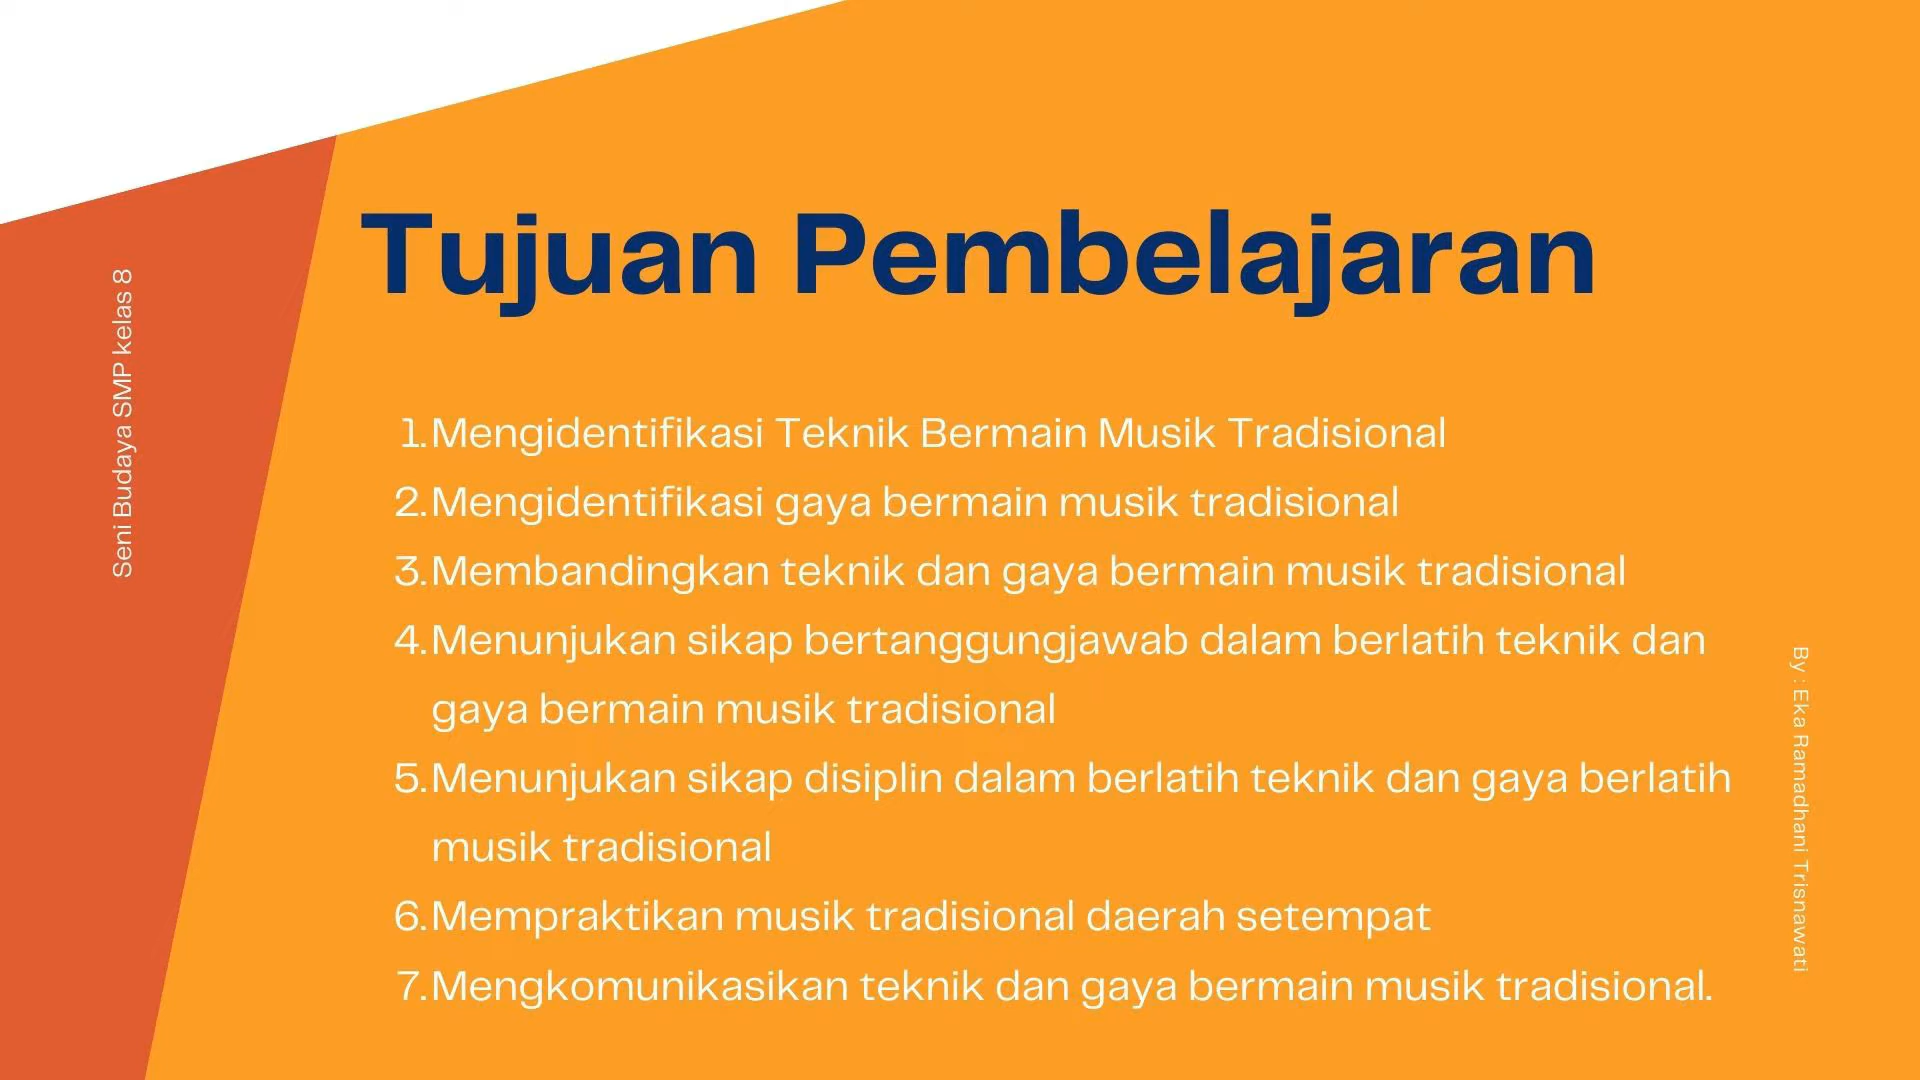 Seni Budaya SMP kelas 8
Tujuan Pembelajaran
1.Mengidentifikasi Teknik Bermain Musik Tradisional
2.Mengidentifikasi gaya bermain musik tradisional
3.Membandingkan teknik dan gaya bermain musik tradisional
4.Menunjukan sikap bertanggungjawab dalam berlatih teknik dan
gaya bermain musik tradisional
5.Menunjukan sikap disiplin dalam berlatih teknik dan gaya berlatih
musik tradisional
6.Mempraktikan musik tradisional daerah setempat
7.Mengkomunikasikan teknik dan gaya bermain musik tradisional.
By : Eka Ramadhani Trisnawati